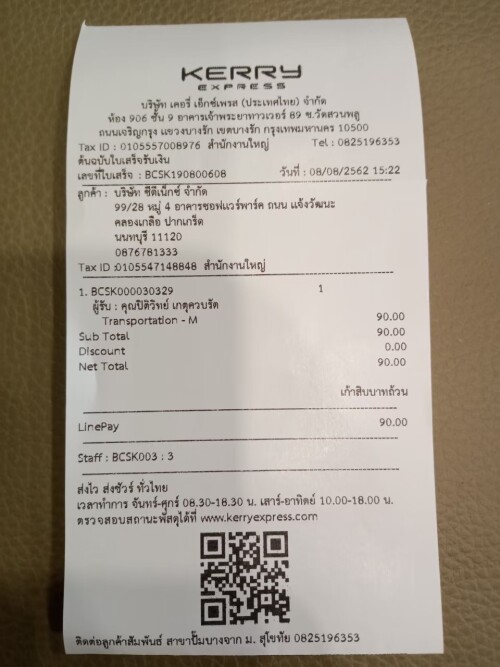 KERRY
EXPRESS
บริษัท เคอรี่ เอ็กซ์เพรส (ประเทศไทย) จำกัด
ห้อง 906 ชั้น 9 อาคารเจ้าพระยาทาวเวอร์ 89 ซ.วัดสวนพลู
ถนนเจริญกรุง แขวงบางรัก เขตบางรัก กรุงเทพมหานคร 10500
Tax ID : 0105557008976 สำนักงานใหญ่ Tel : 0825196353
ต้นฉบับใบเสร็จรับเงิน
เลขที่ใบเสร็จ : BCSK190800608 วันที่ : 08/08/2562 15:22
ลูกค้า : บริษัท ซีดีเน็กซ์ จำกัด
99/28 หมู่ 4 อาคารซอฟแวร์พาร์ค ถนน แจ้งวัฒนะ
คลองเกลือ ปากเกร็ด
นนทบุรี 11120
0876781333
Tax ID :0105547148848 สำนักงานใหญ่
1. BCSK000030329 1
ผู้รับ : คุณปิติวิทย์ เกตุควบรัต
Transportation - M 90.00
Sub Total 90.00
Discount 0.00
Net Total 90.00
เก้าสิบบาทถ้วน
LinePay 90.00
Staff : BCSK003 : 3
ส่งไว ส่งชัวร์ ทั่วไทย
เวลาทำการ จันทร์-ศุกร์ 08.30-18.30 น. เสาร์-อาทิตย์ 10.00-18.00 น.
ตรวจสอบสถานะพัสดุได้ที่ www.kerryexpress.com
ติดต่อลูกค้าสัมพันธ์ สาขาปั๊มบางจาก ม. สุโขทัย 0825196353